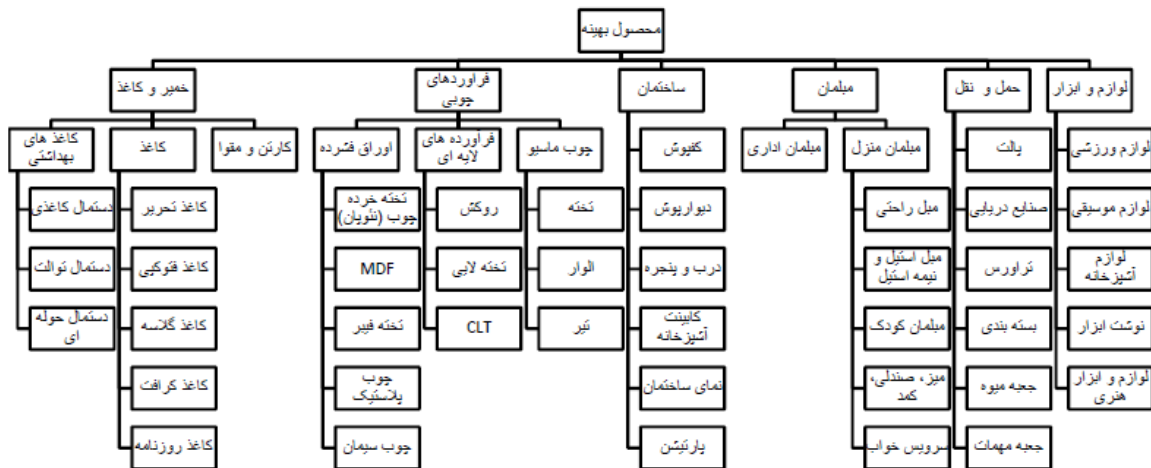 محصول بهینه
لوازم و ابزار
حمل و نقل
مبلمان
ساختمان
فراوردهای
چوبی
خمیر و کاغذ
لوازم ورزشی
لوازم موسیقی
لوازم
آشپزخانه
نوشت ابزار
لوازم و ابزار
هنری
پالت
صنایع دریایی
تراورس
بسته بندی
جعبه میوه
جعبه مهمات
مبلمان منزل
مبل راحتی
مبل استیل و
نیمه استیل
مبلمان کودک
میز، صندلی،
کمد
سرویس خواب
مبلمان اداری
کفپوش
دیوارپوش
درب و پنجره
کابینت
آشپزخانه
نمای ساختمان
پارتیشن
چوب ماسیو
تخته
الوار
تیر
فرآورده های
لایه ای
روکش
تخته لایی
CLT
اوراق فشرده
تخته خرده
چوب (نئوپان)
MDF
تخته فیبر
چوب
پلاستیک
چوب سیمان
کارتن و مقوا
کاغذ
کاغذ تحریر
کاغذ فتوکپی
کاغذ گلاسه
کاغذ کرافت
کاغذ روزنامه
کاغذ های
بهداشتی
دستمال کاغذی
دستمال توالت
دستمال حوله
ای